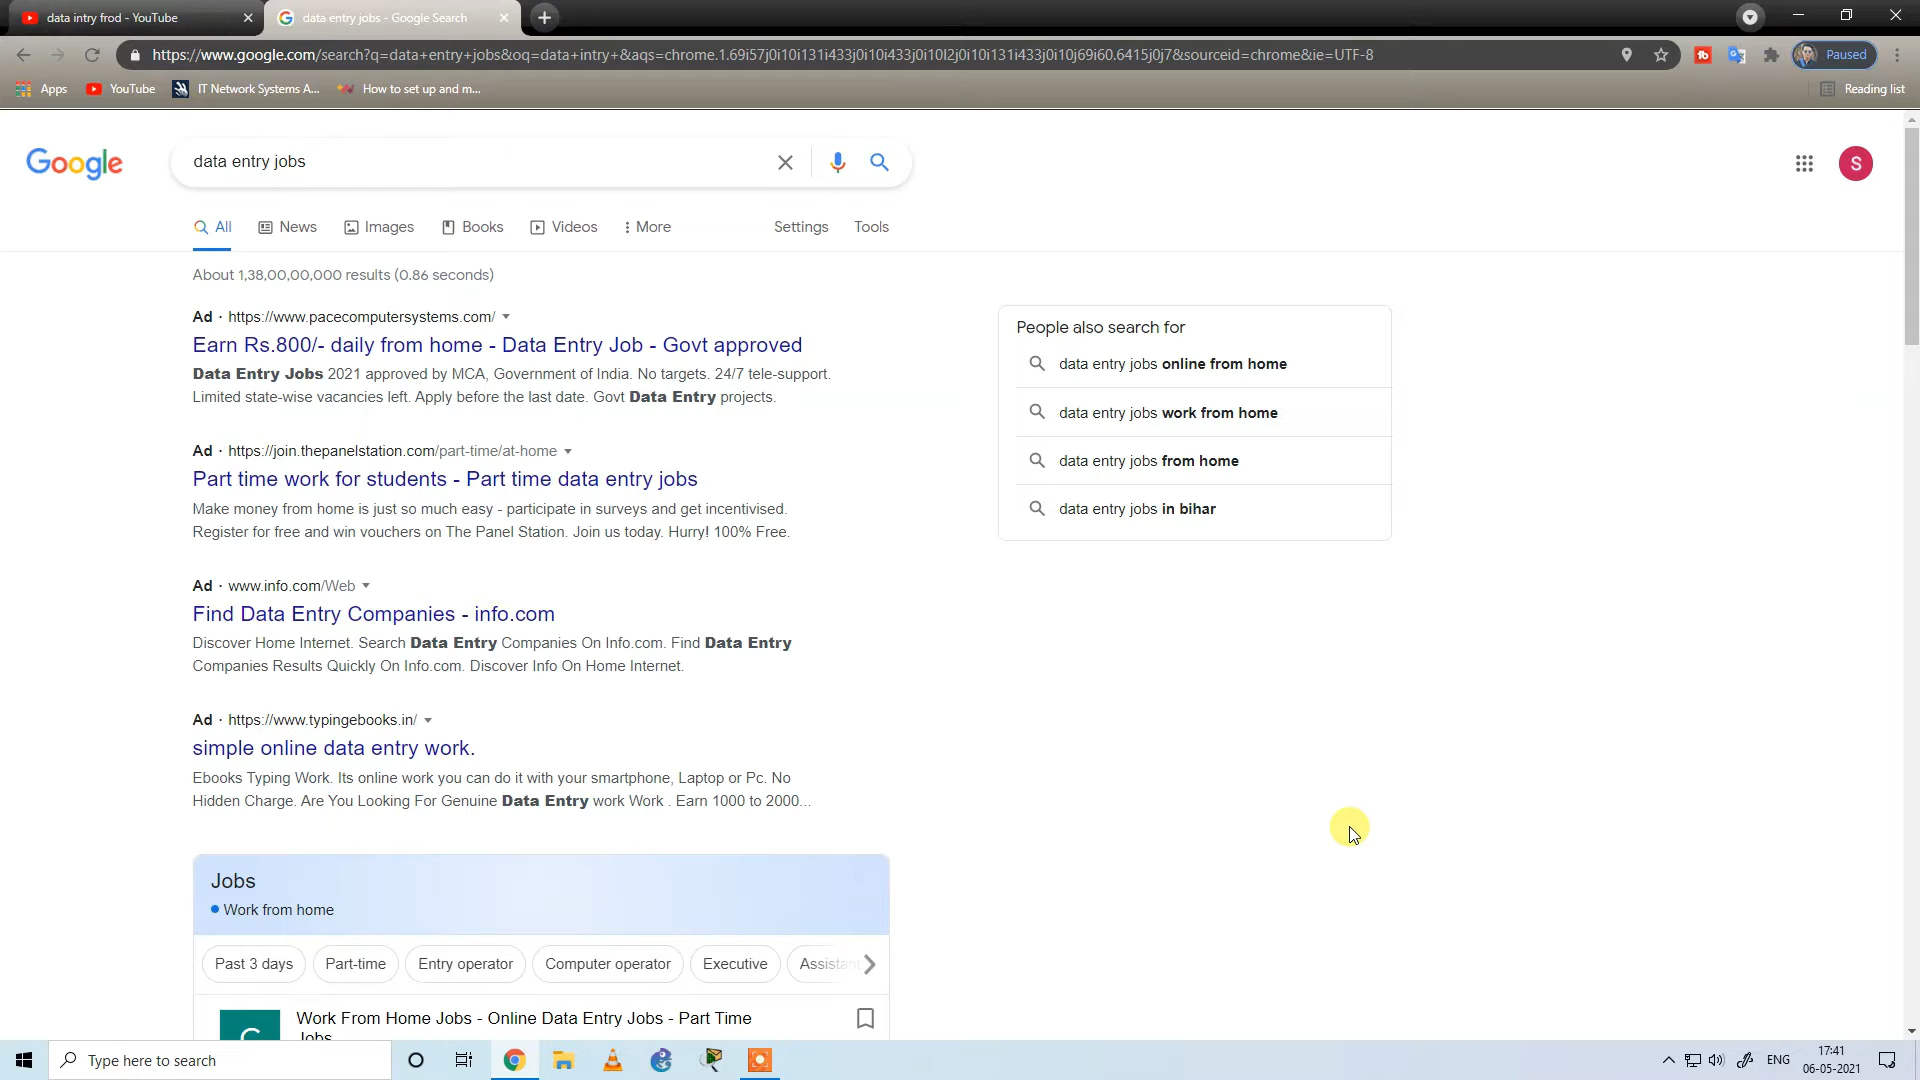 data intry frod - YouTube
data entry jobs - Google Search
https://www.google.com/search?q=data+entry+jobs&oq=data+intry+&aqs=chrome.1.69i57j0i10i131i433j0i10i433j0i10l2j0i10i131i433j0i10j69i60.6415j0j7&sourceid=chrome&ie=UTF-8
Paused
Apps
YouTube
IT Network Systems A...
How to set up and m...
Reading list
Google
data entry jobs
S
All
News
Images
Books
Videos
More
Settings
Tools
About 1,38,00,00,000 results (0.86 seconds)
Ad · https://www.pacecomputersystems.com/
Earn Rs.800/- daily from home - Data Entry Job - Govt approved
Data Entry Jobs 2021 approved by MCA, Government of India. No targets. 24/7 tele-support.
Limited state-wise vacancies left. Apply before the last date. Govt Data Entry projects.
Ad · https://join.thepanelstation.com/part-time/at-home
Part time work for students - Part time data entry jobs
Make money from home is just so much easy - participate in surveys and get incentivised.
Register for free and win vouchers on The Panel Station. Join us today. Hurry! 100% Free.
Ad · www.info.com/Web
Find Data Entry Companies - info.com
Discover Home Internet. Search Data Entry Companies On Info.com. Find Data Entry
Companies Results Quickly On Info.com. Discover Info On Home Internet.
Ad · https://www.typingebooks.in/
simple online data entry work.
Ebooks Typing Work. Its online work you can do it with your smartphone, Laptop or Pc. No
Hidden Charge. Are You Looking For Genuine Data Entry work Work . Earn 1000 to 2000...
People also search for
data entry jobs online from home
data entry jobs work from home
data entry jobs from home
data entry jobs in bihar
Jobs
Work from home
Past 3 days
Part-time
Entry operator
Computer operator
Executive
Assistant
Work From Home Jobs - Online Data Entry Jobs - Part Time
Jobs
Type here to search
ENG
17:41
06-05-2021